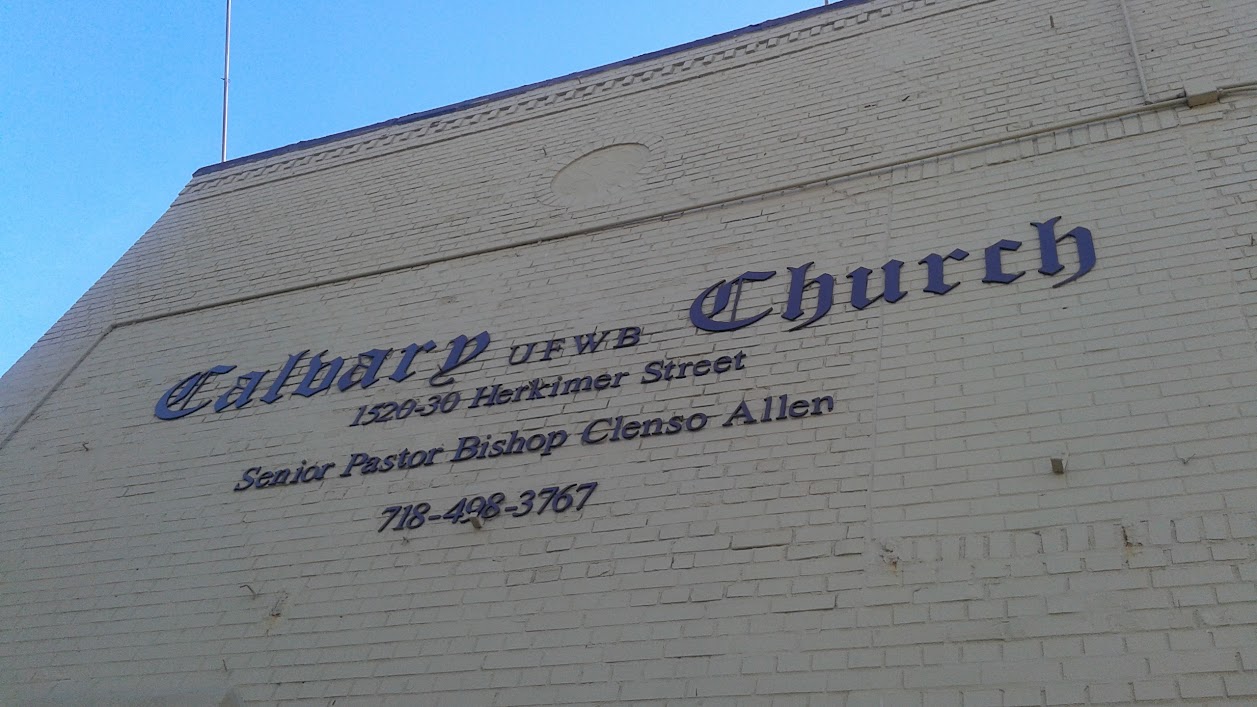 Calvary UFWB Church
1520-30 Herkimer Street
Senior Pastor Bishop Clenso Allen
718-498-3767